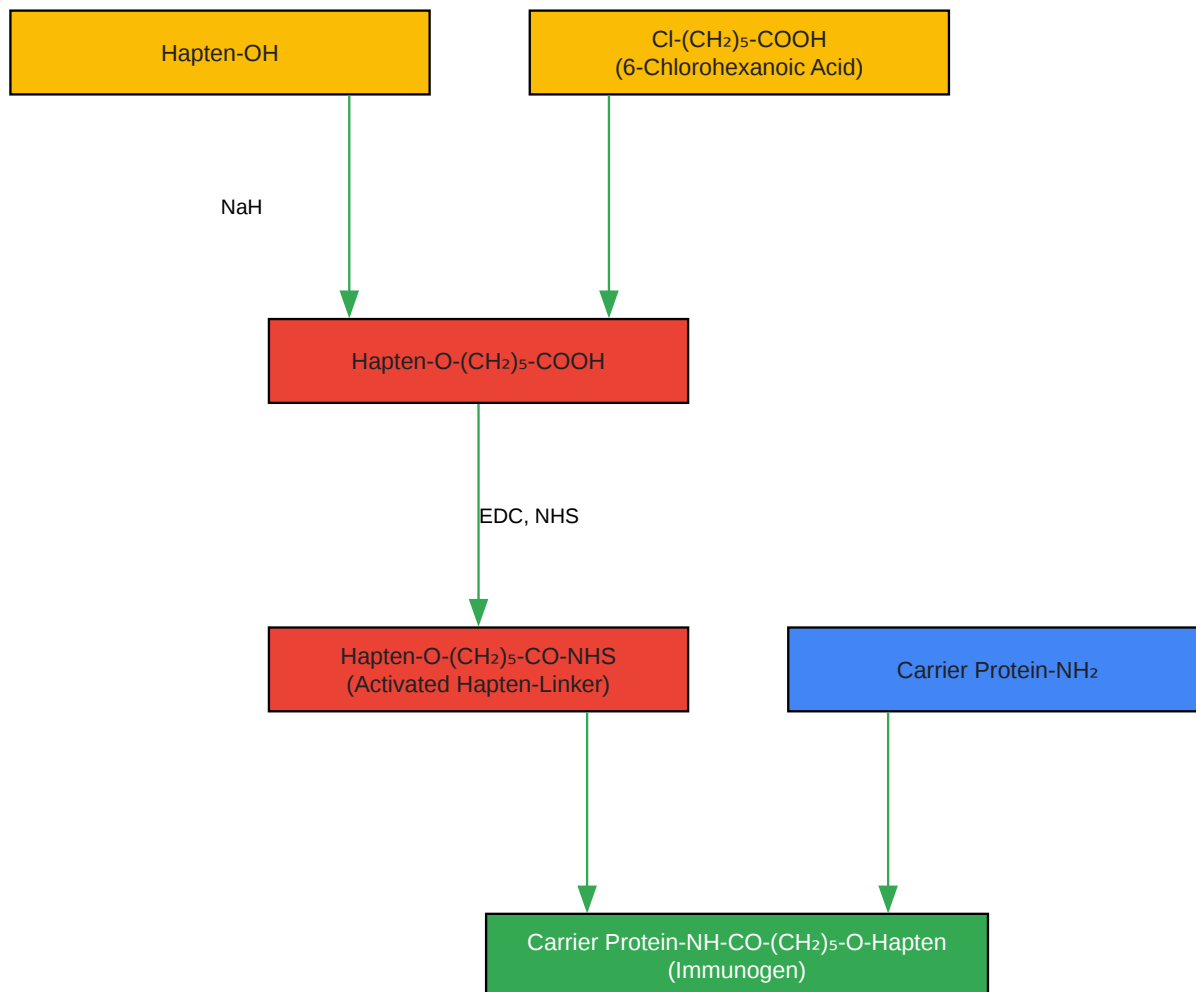 Hapten-OH
Cl-(CH₂)₅-COOH
(6-Chlorohexanoic Acid)
NaH
Hapten-O-(CH₂)₅-COOH
EDC, NHS
Hapten-O-(CH₂)₅-CO-NHS
(Activated Hapten-Linker)
Carrier Protein-NH₂
Carrier Protein-NH-CO-(CH₂)₅-O-Hapten
(Immunogen)